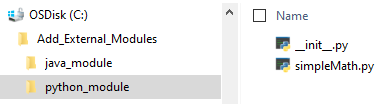 OSDisk (C:)
Add_External_Modules
java_module
python_module
Name
__init__.py
simpleMath.py